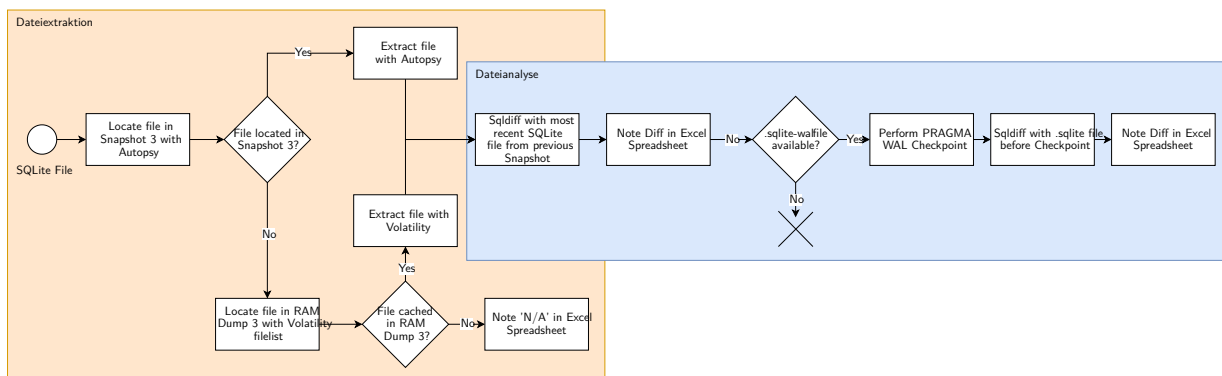 Dateiextraktion
Extract file
with Autopsy
Yes
Dateianalyse
Locate file in
Snapshot 3 with
Autopsy
File located in
Snapshot 3?
Sqldiff with most
recent SQLite
file from previous
Snapshot
Note Diff in Excel
Spreadsheet
No
.sqlite-walfile
available?
Yes
Perform PRAGMA
WAL Checkpoint
Sqldiff with .sqlite file
before Checkpoint
Note Diff in Excel
Spreadsheet
SQLite File
No
Extract file with
Volatility
No
Yes
Locate file in RAM
Dump 3 with Volatility
filelist
File cached
in RAM
Dump 3?
No
Note 'N/A' in Excel
Spreadsheet